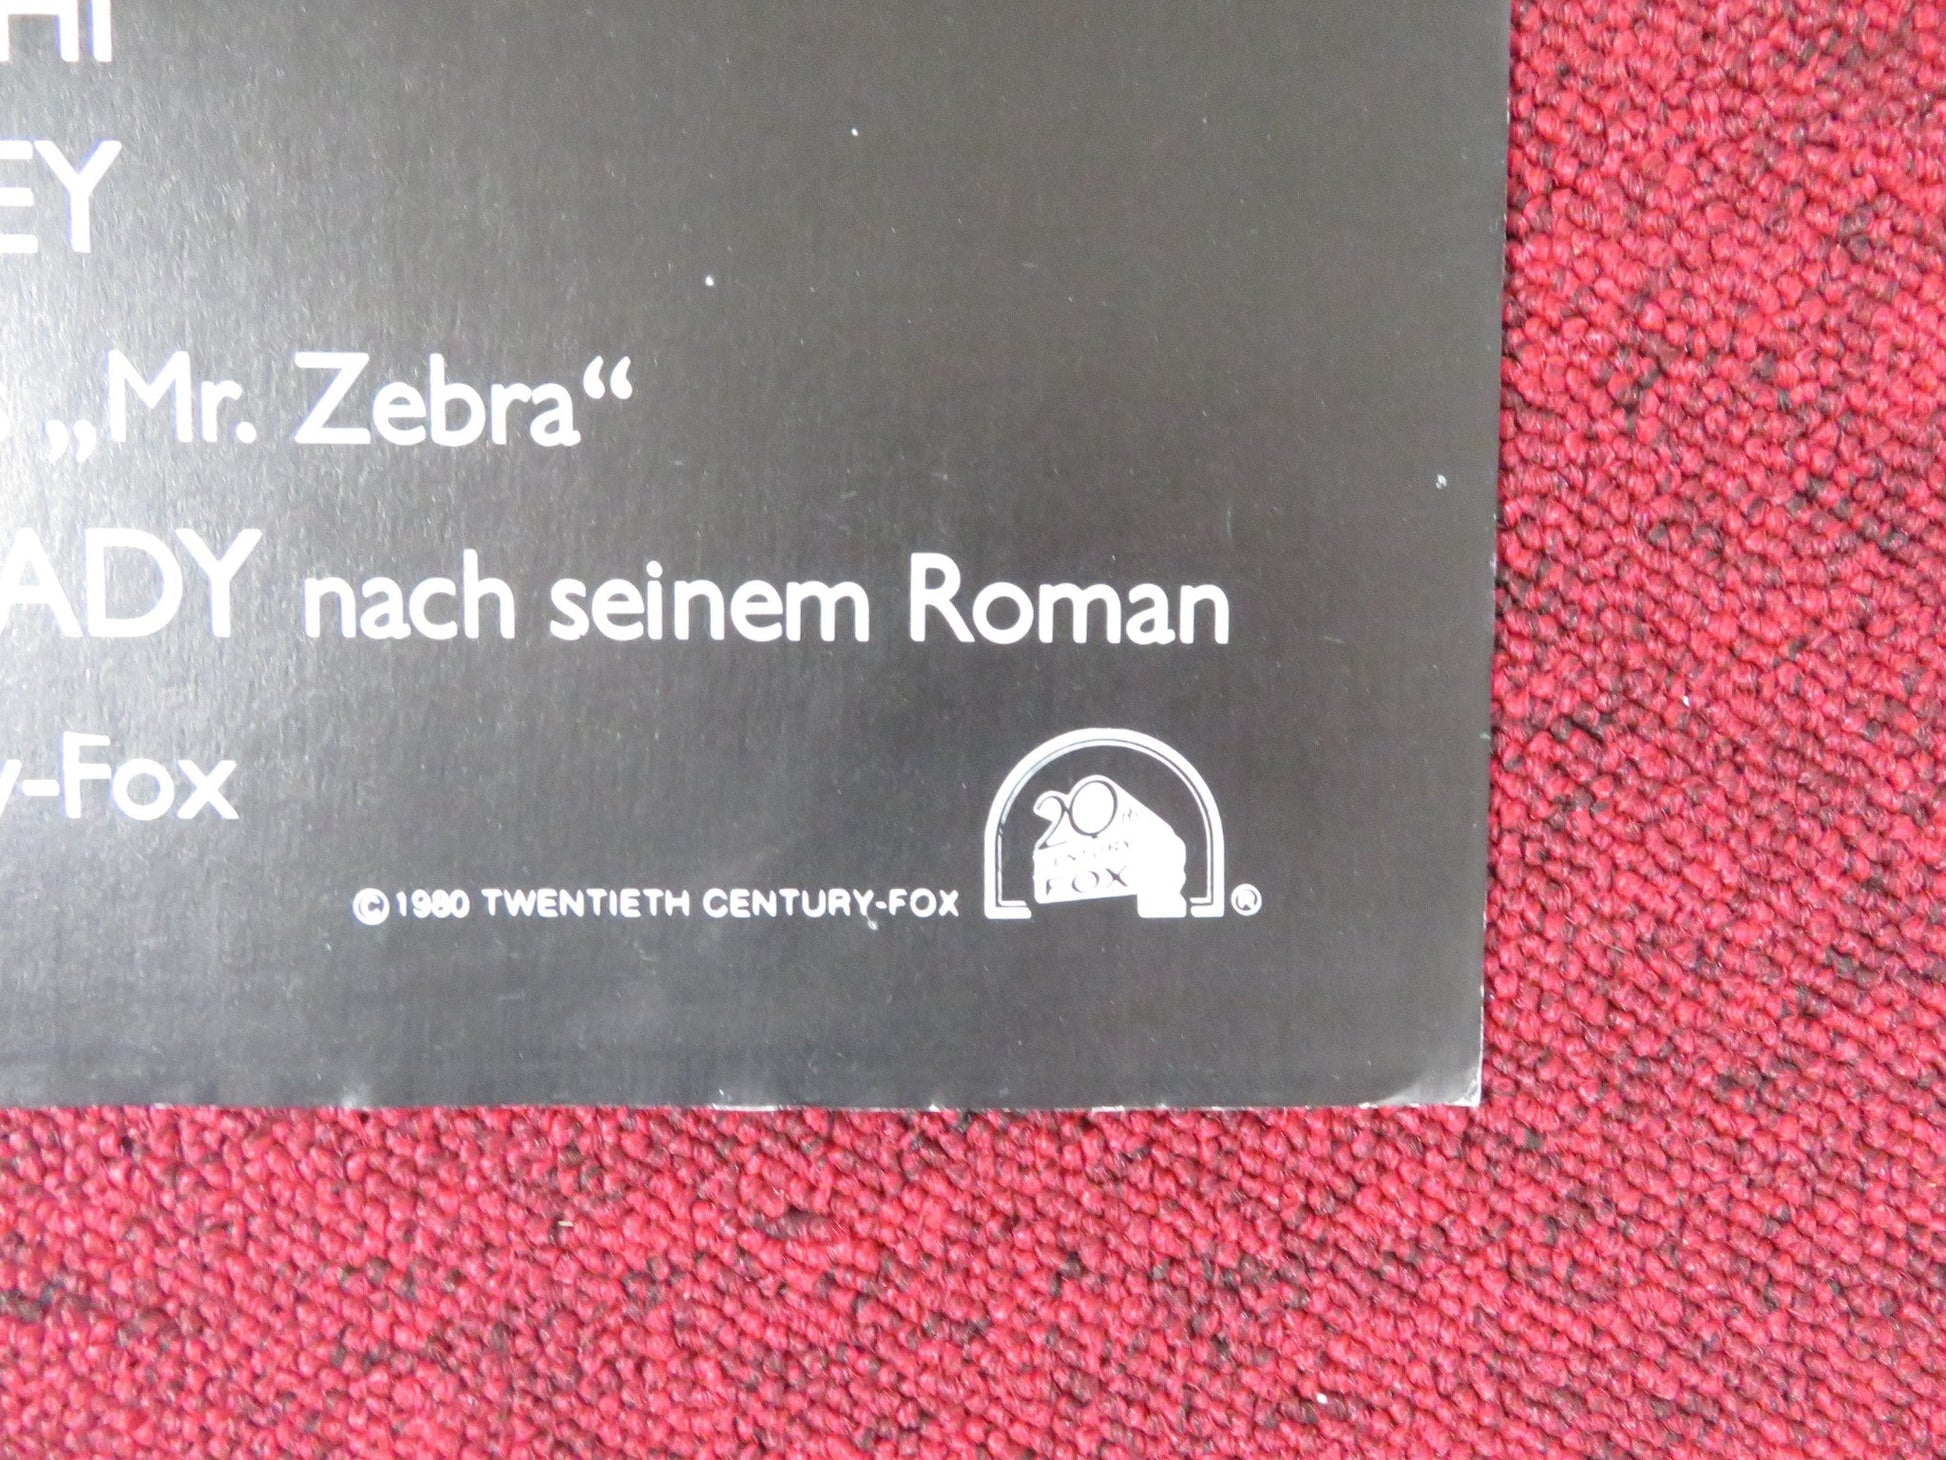 HI
EY
„Mr. Zebra“
ADY nach seinem Roman
y-Fox
© 1980 TWENTIETH CENTURY-FOX
20th
CENTURY
FOX
®